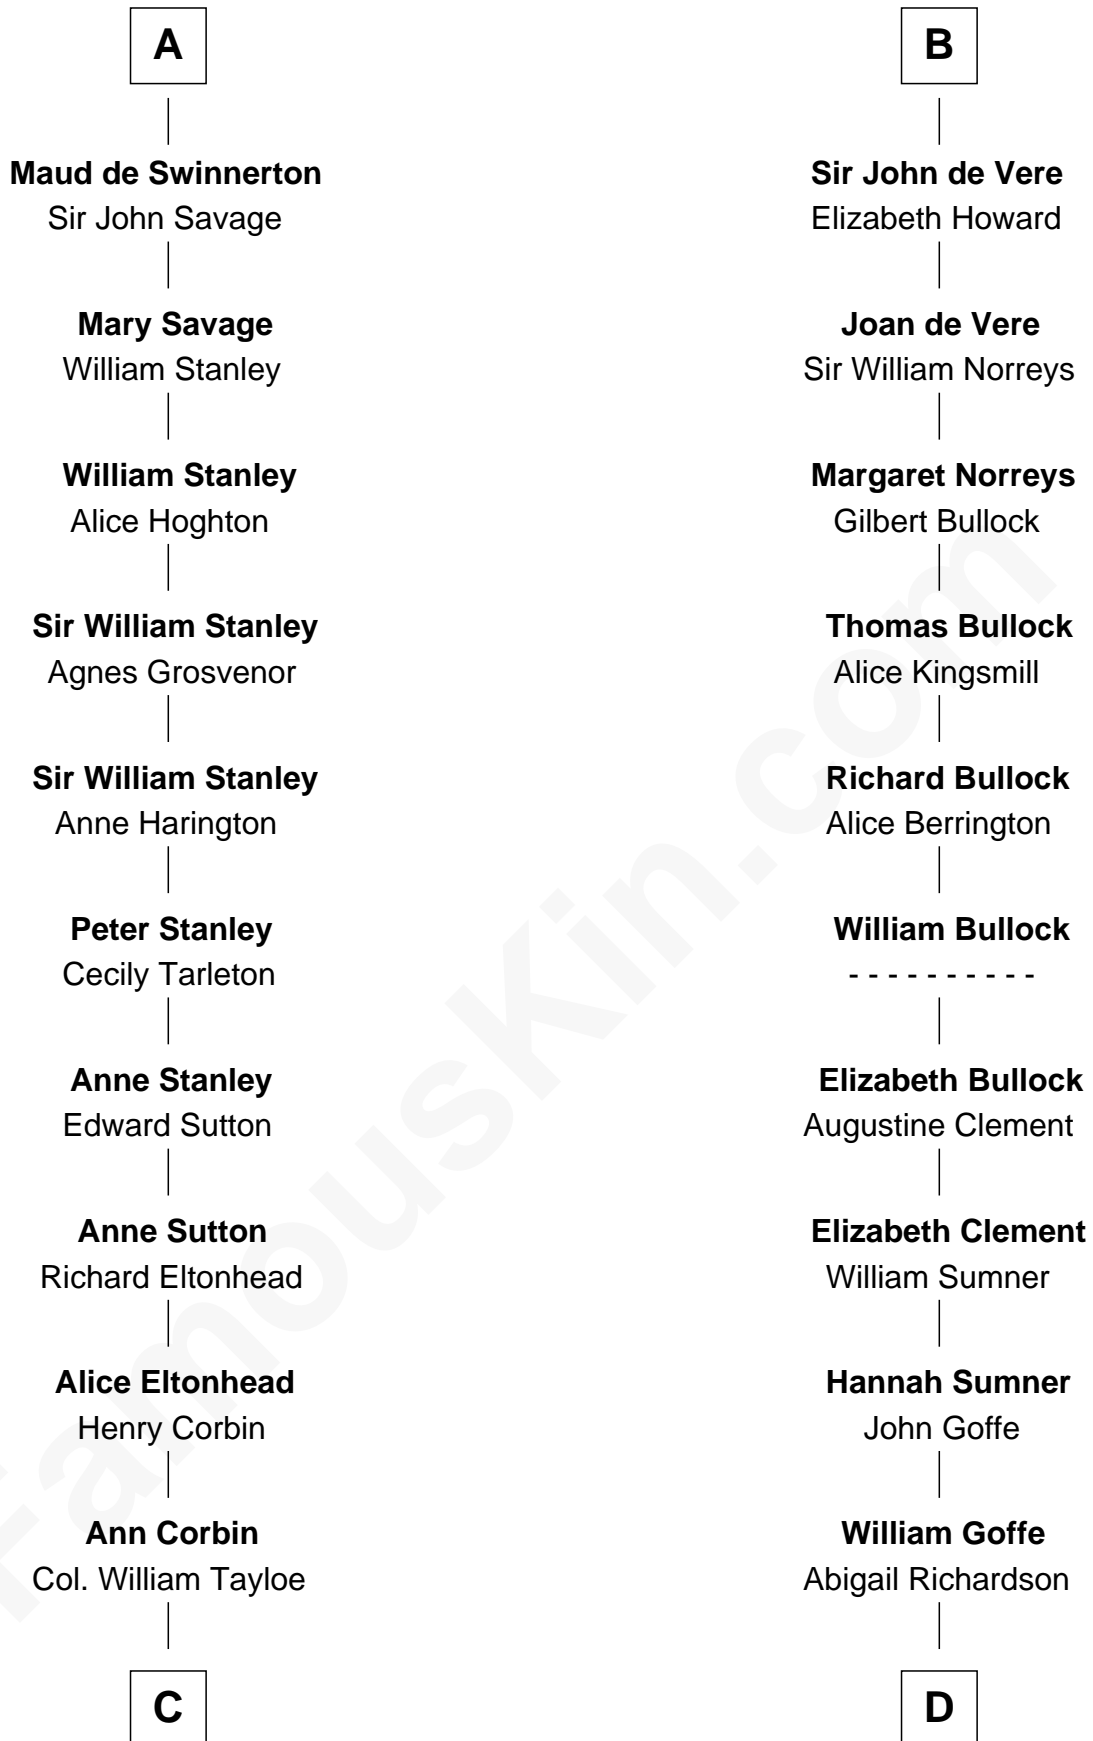 A
Maud de Swinnerton
Sir John Savage
Mary Savage
William Stanley
William Stanley
Alice Hoghton
Sir William Stanley
Agnes Grosvenor
Sir William Stanley
Anne Harington
Peter Stanley
Cecily Tarleton
Anne Stanley
Edward Sutton
Anne Sutton
Richard Eltonhead
Alice Eltonhead
Henry Corbin
Ann Corbin
Col. William Tayloe
C
B
Sir John de Vere
Elizabeth Howard
Joan de Vere
Sir William Norreys
Margaret Norreys
Gilbert Bullock
Thomas Bullock
Alice Kingsmill
Richard Bullock
Alice Berrington
William Bullock
- - - - - - - - - -
Elizabeth Bullock
Augustine Clement
Elizabeth Clement
William Sumner
Hannah Sumner
John Goffe
William Goffe
Abigail Richardson
D
FamousKin.com